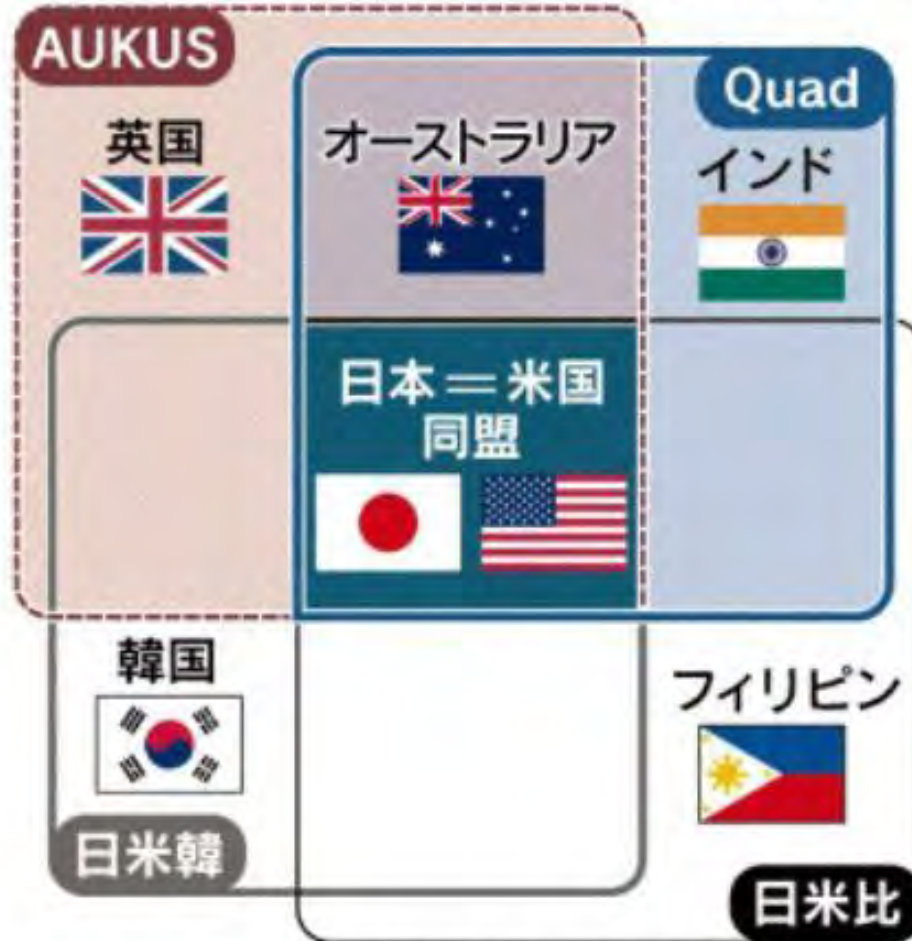 AUKUS
Quad
英国
オーストラリア
インド
日本＝米国
同盟
韓国
フィリピン
日米韓
日米比